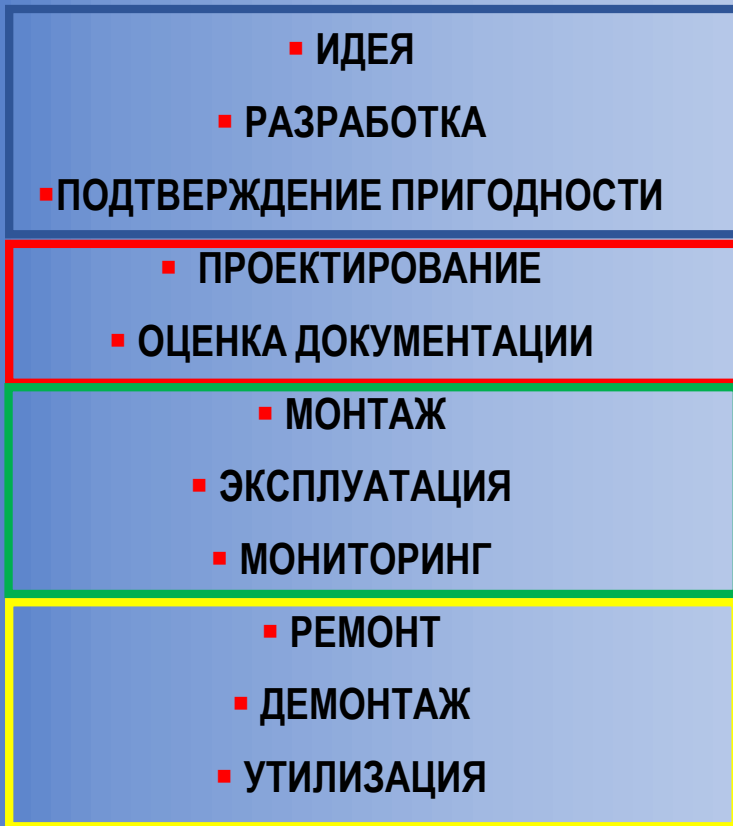 ▪ ИДЕЯ
▪ РАЗРАБОТКА
▪ПОДТВЕРЖДЕНИЕ ПРИГОДНОСТИ
▪ ПРОЕКТИРОВАНИЕ
▪ ОЦЕНКА ДОКУМЕНТАЦИИ
▪ МОНТАЖ
▪ ЭКСПЛУАТАЦИЯ
▪ МОНИТОРИНГ
▪ РЕМОНТ
▪ ДЕМОНТАЖ
▪ УТИЛИЗАЦИЯ